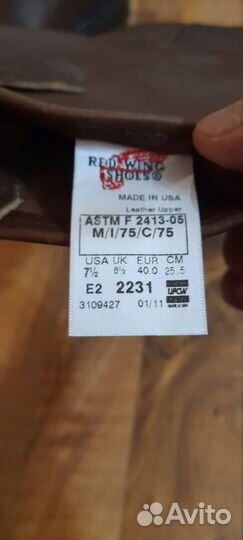 RED WING
SHOES®
MADE IN USA
Leather Upper
ASTM F 2413-05
M/I/75/C/75
USA UK EUR CM
7½ 6½ 40.0 25.5
E2 2231 UFCW
3109427 01/11
Avito